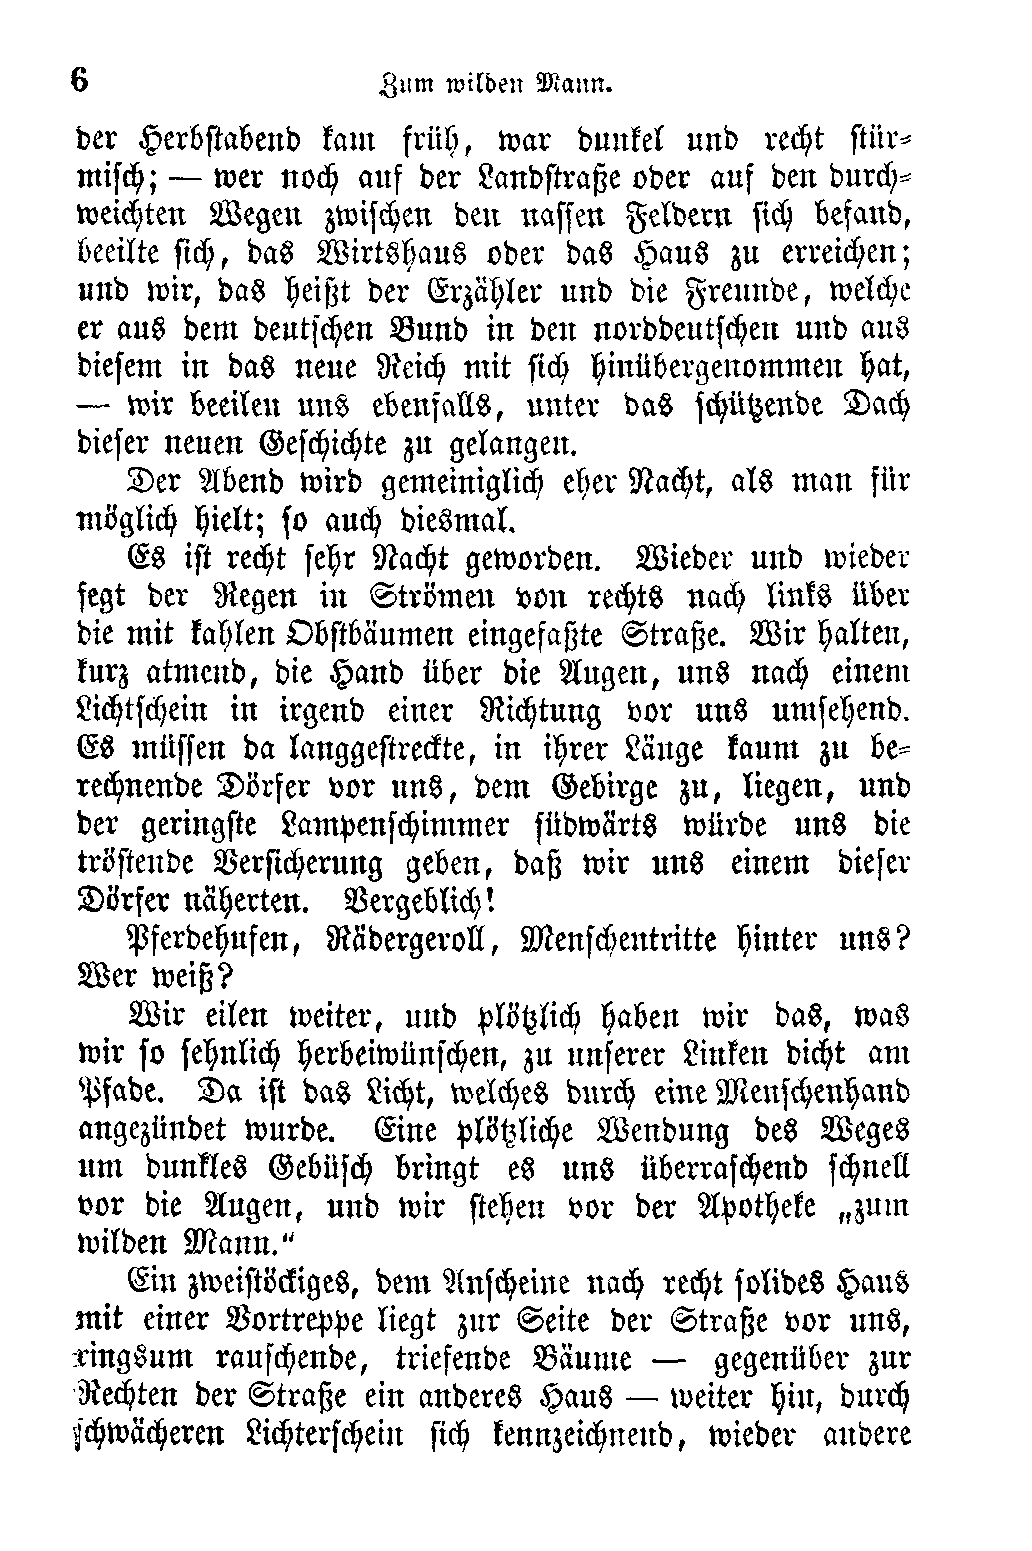 6 Zum wilden Mann.
der Herbstabend kam früh, war dunkel und recht stür-
misch; — wer noch auf der Landstraße oder auf den durch-
weichten Wegen zwischen den nassen Feldern sich befand,
beeilte sich, das Wirtshaus oder das Haus zu erreichen;
und wir, das heißt der Erzähler und die Freunde, welche
er aus dem deutschen Bund in den norddeutschen und aus
diesem in das neue Reich mit sich hinübergenommen hat,
— wir beeilen uns ebenfalls, unter das schützende Dach
dieser neuen Geschichte zu gelangen.
Der Abend wird gemeiniglich eher Nacht, als man für
möglich hielt; so auch diesmal.
Es ist recht sehr Nacht geworden. Wieder und wieder
fegt der Regen in Strömen von rechts nach links über
die mit kahlen Obstbäumen eingefaßte Straße. Wir halten,
kurz atmend, die Hand über die Augen, uns nach einem
Lichtschein in irgend einer Richtung vor uns umsehend.
Es müssen da langgestreckte, in ihrer Länge kaum zu be-
rechnende Dörfer vor uns, dem Gebirge zu, liegen, und
der geringste Lampenschimmer südwärts würde uns die
tröstende Versicherung geben, daß wir uns einem dieser
Dörfer näherten. Vergeblich!
Pferdehufen, Rädergeroll, Menschentritte hinter uns?
Wer weiß?
Wir eilen weiter, und plötzlich haben wir das, was
wir so sehnlich herbeiwünschen, zu unserer Linken dicht am
Pfade. Da ist das Licht, welches durch eine Menschenhand
angezündet wurde. Eine plötzliche Wendung des Weges
um dunkles Gebüsch bringt es uns überraschend schnell
vor die Augen, und wir stehen vor der Apotheke „zum
wilden Mann.“
Ein zweistöckiges, dem Anscheine nach recht solides Haus
mit einer Vortreppe liegt zur Seite der Straße vor uns,
ringsum rauschende, triefende Bäume — gegenüber zur
Rechten der Straße ein anderes Haus — weiter hin, durch
schwächeren Lichterschein sich kennzeichnend, wieder andere